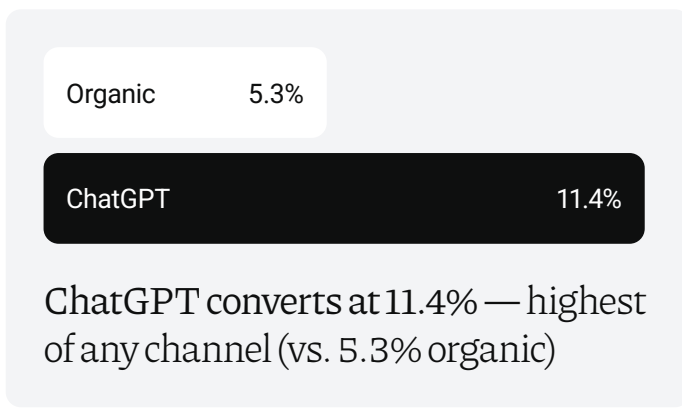 Organic 5.3%
ChatGPT 11.4%
ChatGPT converts at 11.4% — highest
of any channel (vs. 5.3% organic)